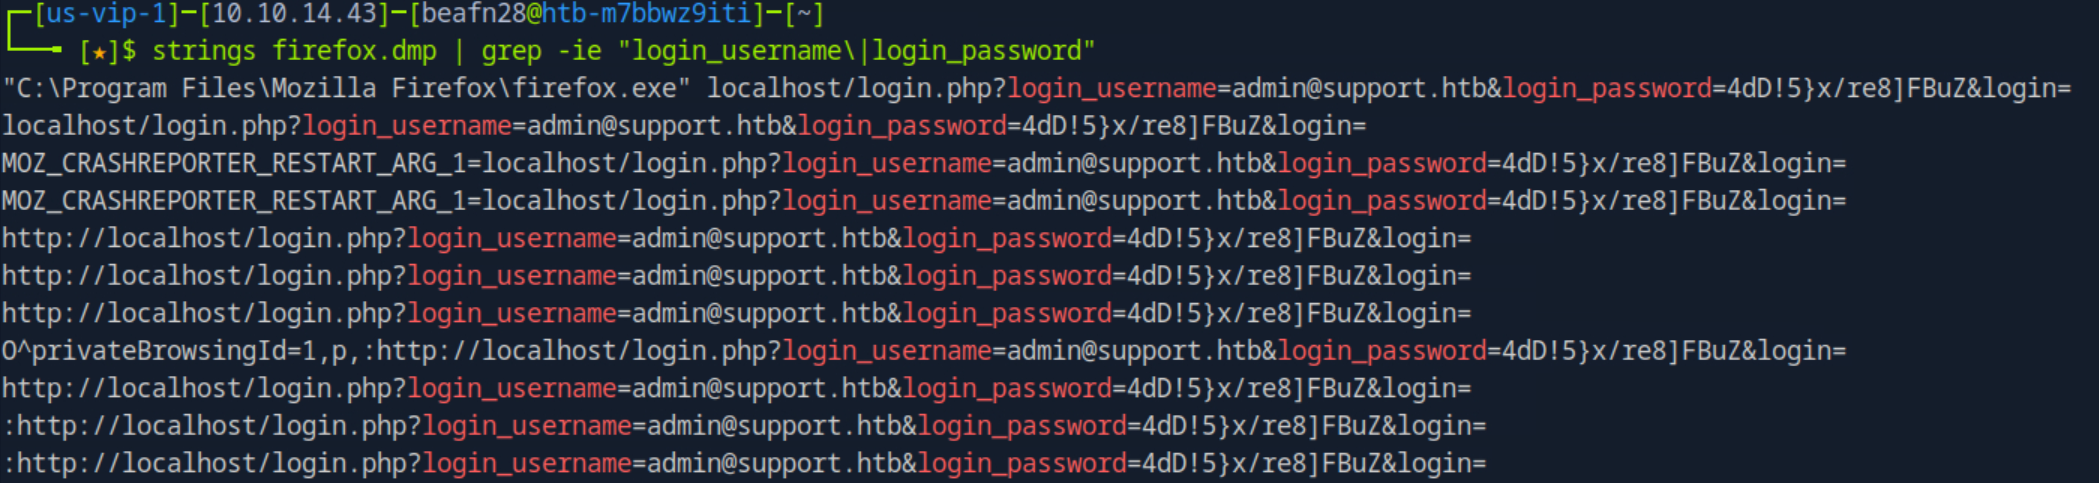 ┌─[us-vip-1]─[10.10.14.43]─[beafn28@htb-m7bbwz9iti]─[~]
└──╼ [★]$ strings firefox.dmp | grep -ie "login_username\|login_password"
"C:\Program Files\Mozilla Firefox\firefox.exe" localhost/login.php?login_username=admin@support.htb&login_password=4dD!5}x/re8]FBuZ&login=
localhost/login.php?login_username=admin@support.htb&login_password=4dD!5}x/re8]FBuZ&login=
MOZ_CRASHREPORTER_RESTART_ARG_1=localhost/login.php?login_username=admin@support.htb&login_password=4dD!5}x/re8]FBuZ&login=
MOZ_CRASHREPORTER_RESTART_ARG_1=localhost/login.php?login_username=admin@support.htb&login_password=4dD!5}x/re8]FBuZ&login=
http://localhost/login.php?login_username=admin@support.htb&login_password=4dD!5}x/re8]FBuZ&login=
http://localhost/login.php?login_username=admin@support.htb&login_password=4dD!5}x/re8]FBuZ&login=
http://localhost/login.php?login_username=admin@support.htb&login_password=4dD!5}x/re8]FBuZ&login=
O^privateBrowsingId=1,p,:http://localhost/login.php?login_username=admin@support.htb&login_password=4dD!5}x/re8]FBuZ&login=
http://localhost/login.php?login_username=admin@support.htb&login_password=4dD!5}x/re8]FBuZ&login=
:http://localhost/login.php?login_username=admin@support.htb&login_password=4dD!5}x/re8]FBuZ&login=
:http://localhost/login.php?login_username=admin@support.htb&login_password=4dD!5}x/re8]FBuZ&login=